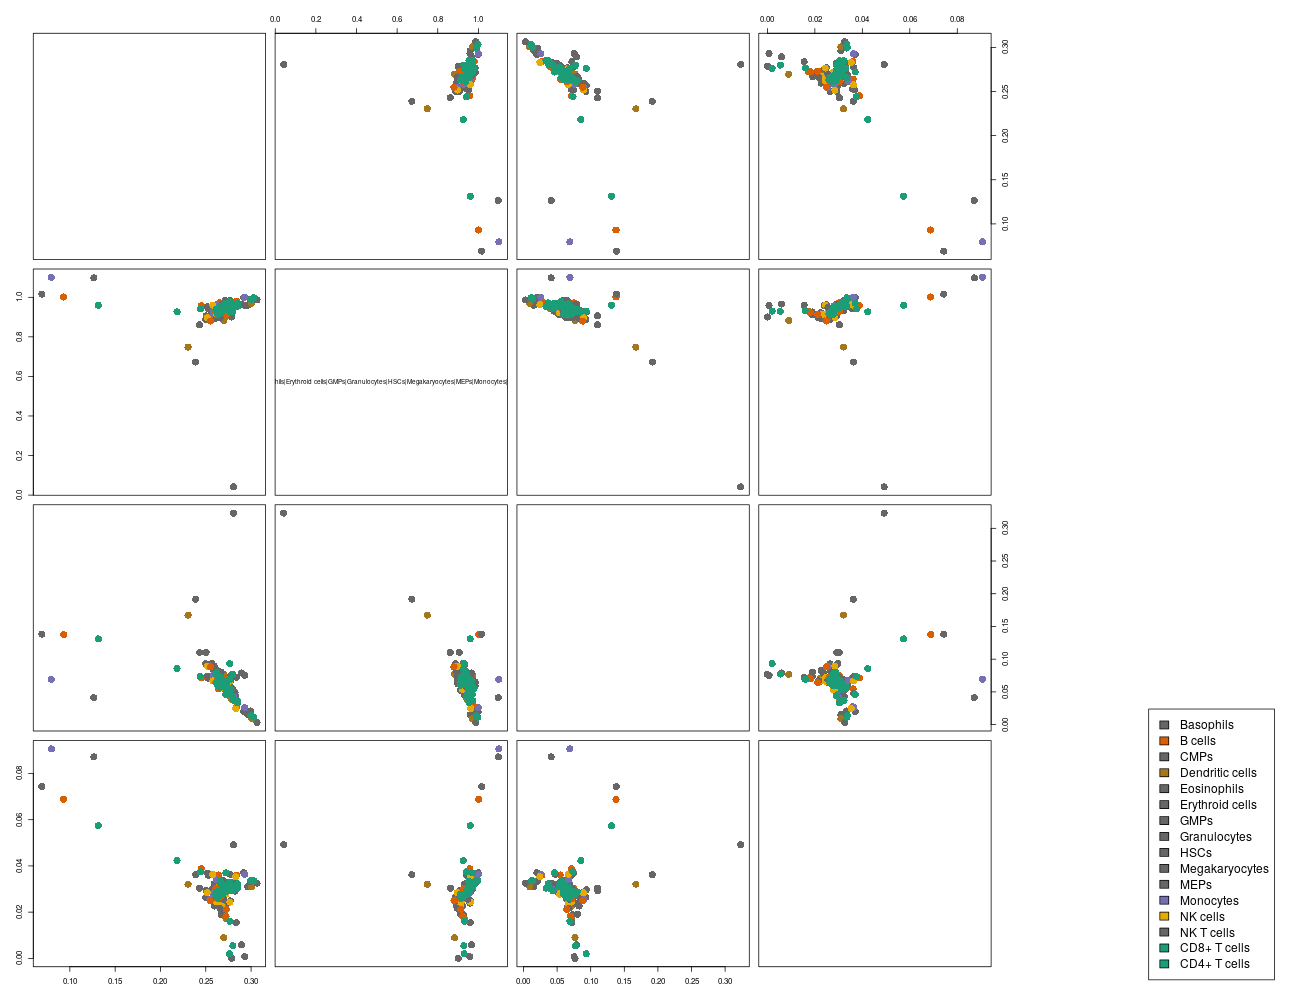 0.0 0.2 0.4 0.6 0.8 1.0
0.00 0.02 0.04 0.06 0.08
0.10 0.15 0.20 0.25 0.30
0.0 0.2 0.4 0.6 0.8 1.0
hils|Erythroid cells|GMPs|Granulocytes|HSCs|Megakaryocytes|MEPs|Monocytes|
0.00 0.05 0.10 0.15 0.20 0.25 0.30
0.00 0.02 0.04 0.06 0.08
0.10 0.15 0.20 0.25 0.30
0.00 0.05 0.10 0.15 0.20 0.25 0.30
Basophils
B cells
CMPs
Dendritic cells
Eosinophils
Erythroid cells
GMPs
Granulocytes
HSCs
Megakaryocytes
MEPs
Monocytes
NK cells
NK T cells
CD8+ T cells
CD4+ T cells